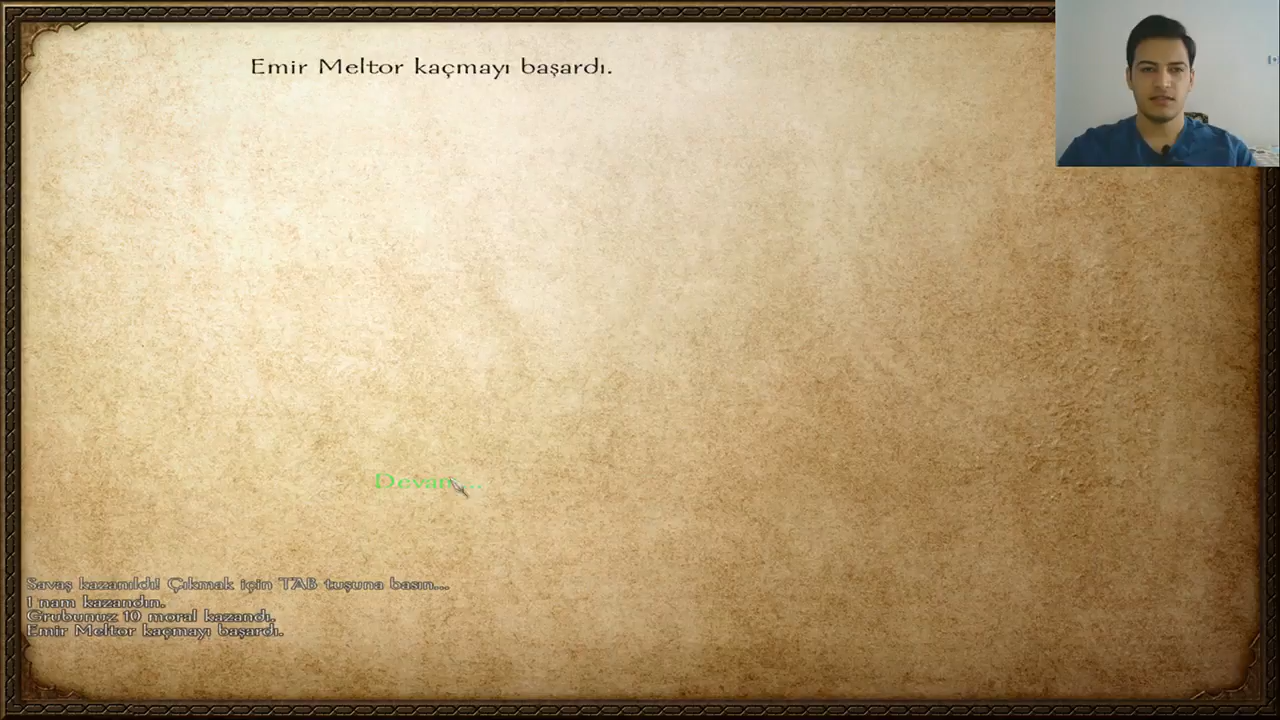 Emir Meltor kaçmayı başardı.
Devam...
Savaş kazanıldı! Çıkmak için TAB tuşuna basın...
1 nam kazandın.
Grubunuz 10 moral kazandı.
Emir Meltor kaçmayı başardı.